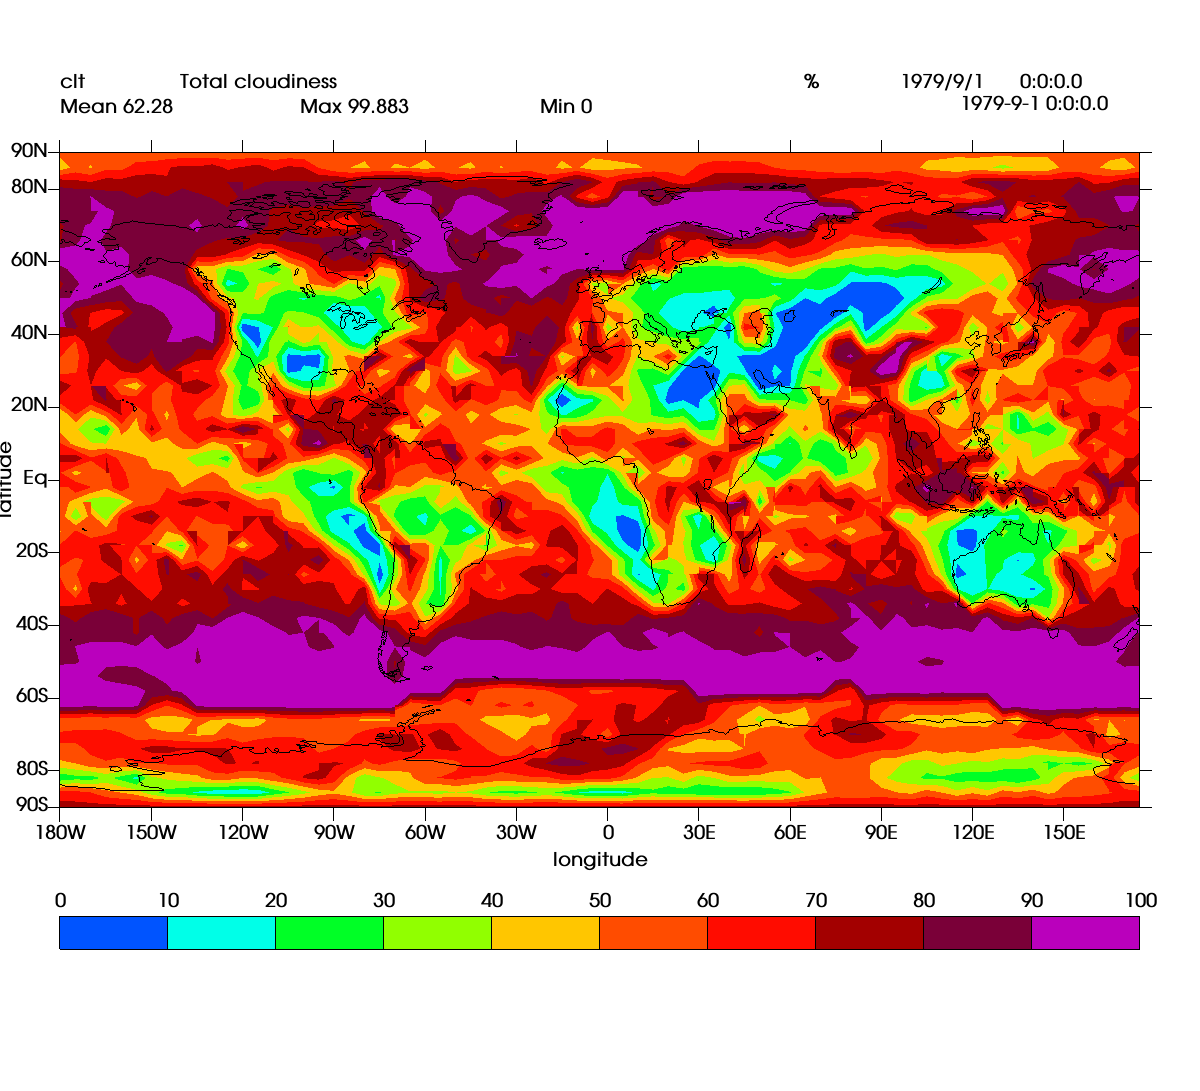 clt Total cloudiness % 1979/9/1 0:0:0.0
Mean 62.28 Max 99.883 Min 0 1979-9-1 0:0:0.0
90N
80N
60N
40N
20N
Eq
20S
40S
60S
80S
90S
latitude
180W 150W 120W 90W 60W 30W 0 30E 60E 90E 120E 150E
longitude
0 10 20 30 40 50 60 70 80 90 100